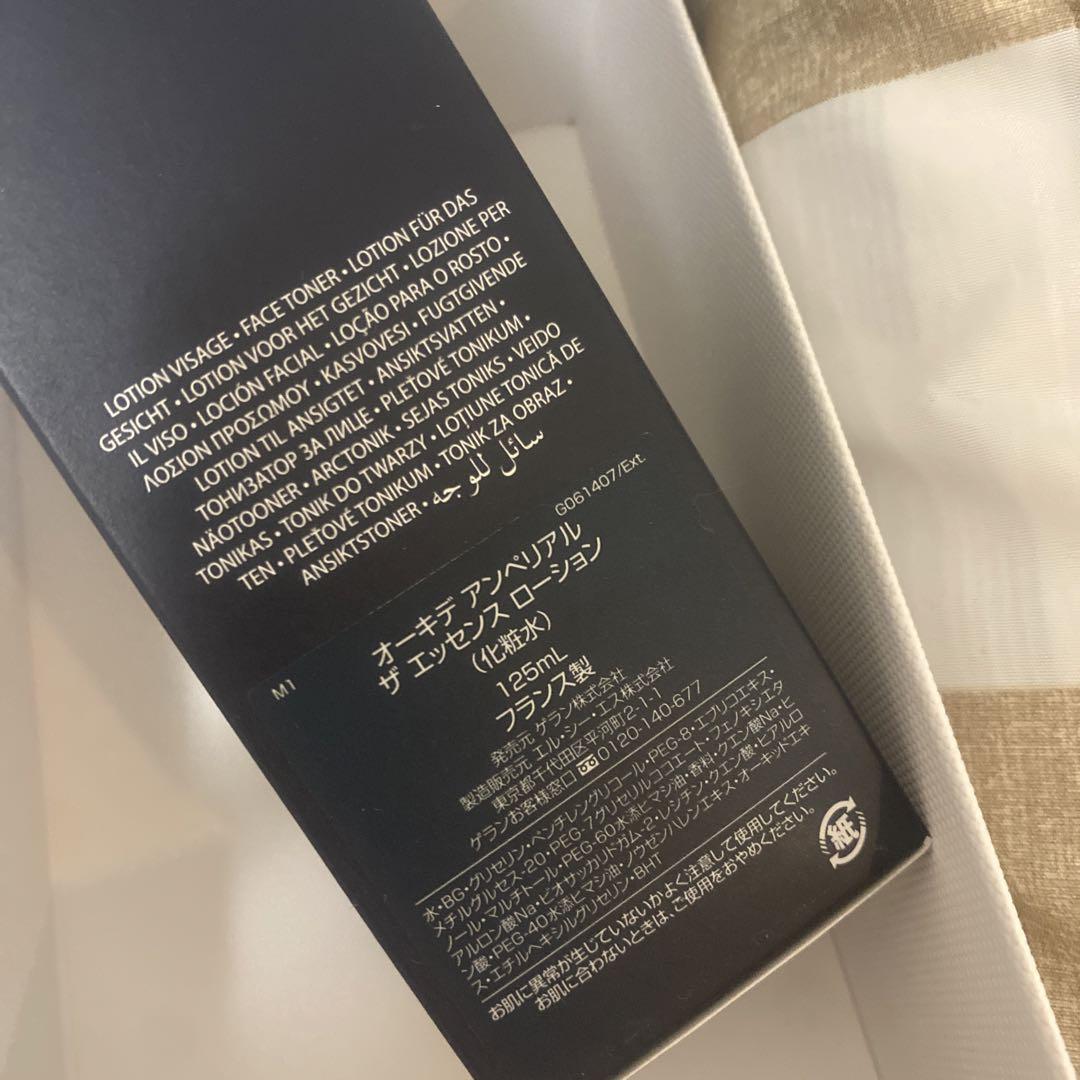 LOTION VISAGE • FACE TONER • LOTION FÜR DAS
GESICHT • LOTION VOOR HET GEZICHT • LOZIONE PER
IL VISO • LOCIÓN FACIAL • LOÇÃO PARA O ROSTO •
ΛΟΣΙΟΝ ΠΡΟΣΩΜΟΥ • KASVOVESI • FUGTGIVENDE
LOTION TIL ANSIGTET • ANSIKTSVATTEN •
ТОНИЗАТОР ЗА ЛИЦЕ • PLEŤOVÉ TONIKUM •
NÄOTOONER • ARCTONIK • SEJAS TONIKS • VEIDO
TONIKAS • TONIK DO TWARZY • LOȚIUNE TONICĂ DE
TEN • PLEŤOVÉ TONIKUM • TONIK ZA OBRAZ •
ANSIKTSTONER • سائل للوجه
G061407/Ext.
M1
オーキデ アンペリアル
ザ エッセンス ローション
(化粧水)
125mL
フランス製
発売元 ゲラン株式会社
製造販売元 エル・ジー・エス株式会社
東京都千代田区平河町2-1-1
ゲランお客様窓口 0120-140-677
水・BG・グリセリン・ペンチレングリコール・PEG-8・エフリコエキス・
メチルグルセス-20・PEG-7グリセリルココエート・フェノキシエタ
ノール・マルチトール・PEG-60水添ヒマシ油・香料・クエン酸Na・ヒ
アルロン酸Na・ビオサッカリドガム-2・レシチン・クエン酸・ヒアルロ
ン酸・PEG-40水添ヒマシ油・ノウゼンハレンエキス・オーキットエキ
ス・エチルヘキシルグリセリン・BHT
お肌に異常が生じていないかよく注意して使用してください。
お肌に合わないときは、ご使用をおやめください。
紙